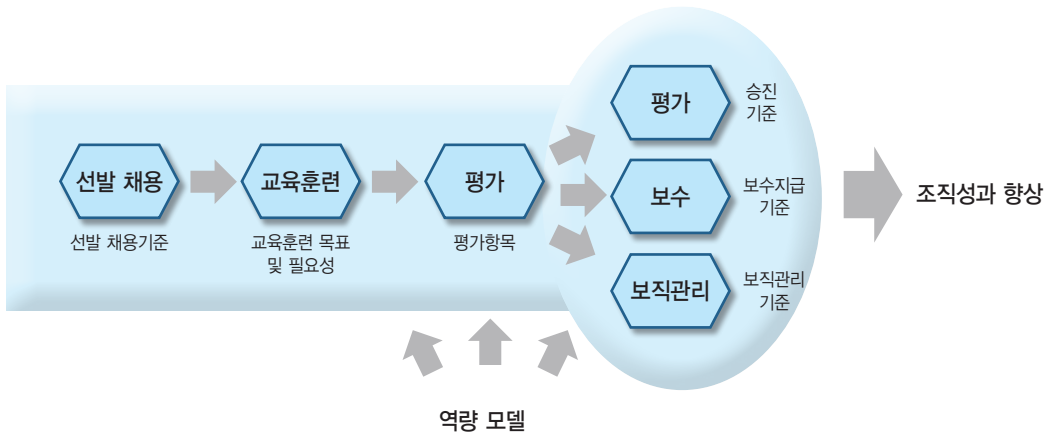 선발 채용
선발 채용기준
교육훈련
교육훈련 목표
및 필요성
평가
평가항목
평가
승진
기준
보수
보수지급
기준
보직관리
보직관리
기준
조직성과 향상
역량 모델